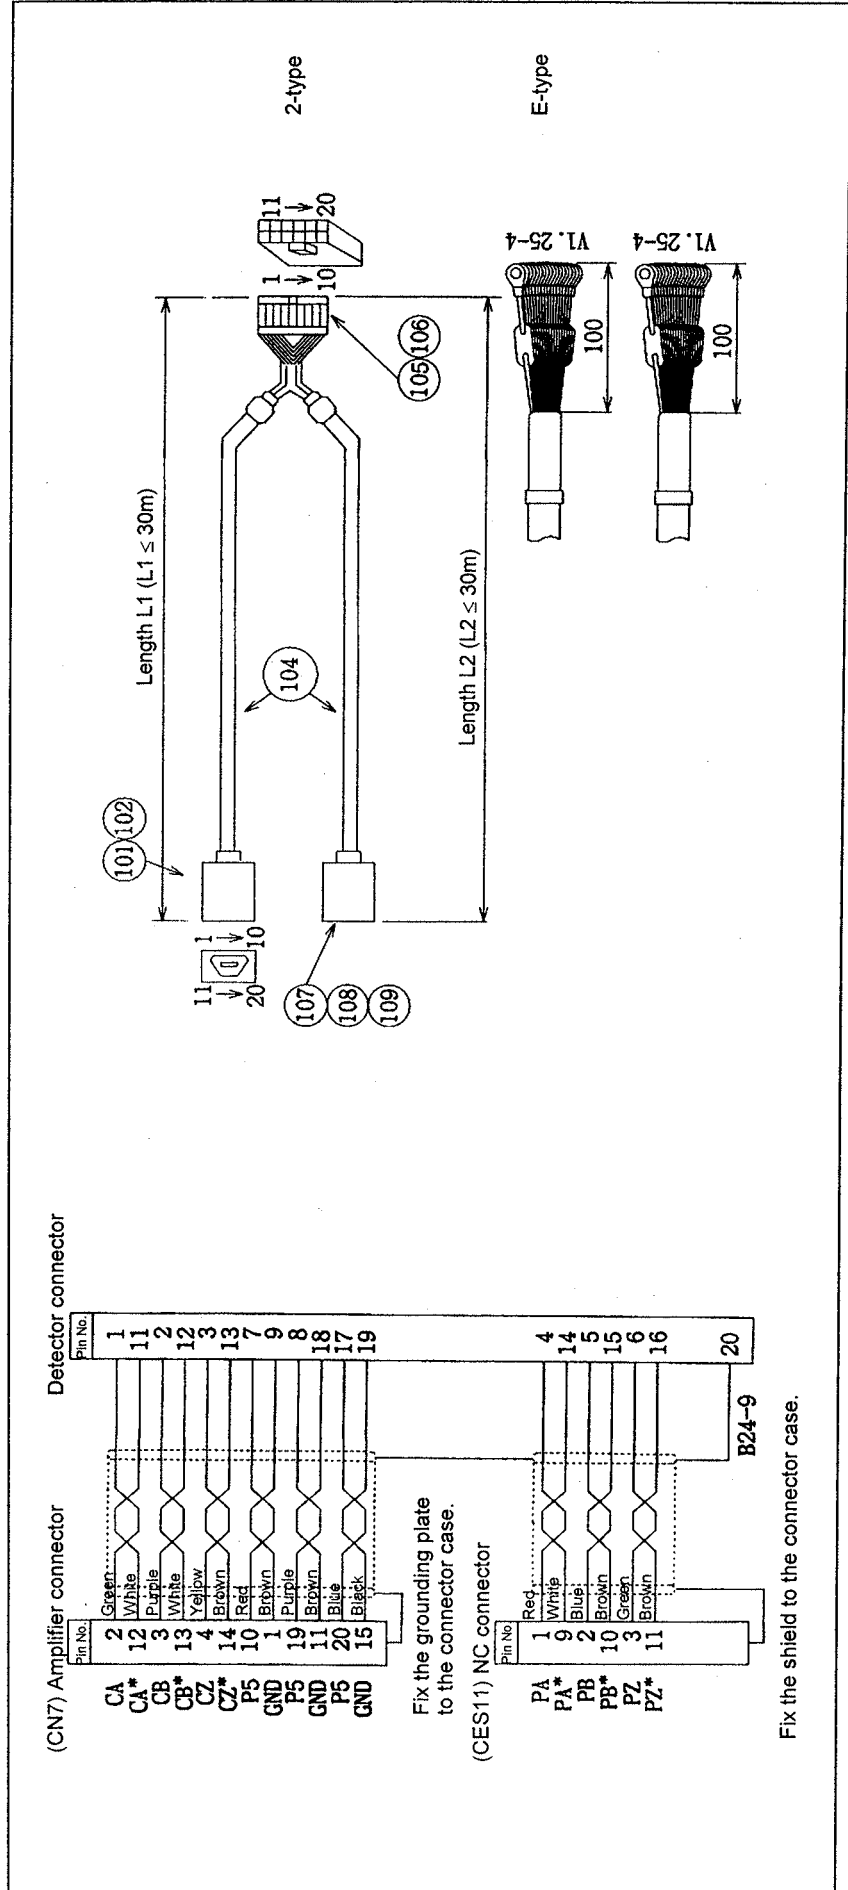 (CN7) Amplifier connector
Detector connector
Pin No.
Pin No.
CA 2 Green 1
CA* 12 White 11
CB 3 Purple 2
CB* 13 White 12
CZ 4 Yellow 3
CZ* 14 Brown 13
P5 10 Red 7
GND 1 Brown 9
P5 19 Purple 8
GND 11 Brown 18
P5 20 Blue 17
GND 15 Black 19
Fix the grounding plate
to the connector case.
(CES11) NC connector
Pin No
PA 1 Red 4
PA* 9 White 14
PB 2 Blue 5
PB* 10 Brown 15
PZ 3 Green 6
PZ* 11 Brown 16
20
B24-9
Fix the shield to the connector case.
Length L1 (L1 ≤ 30m)
101 102
11 1
20 10
104
1 11
10 20
105 106
2-type
107
108
109
Length L2 (L2 ≤ 30m)
V1.25-4
100
E-type
V1.25-4
100